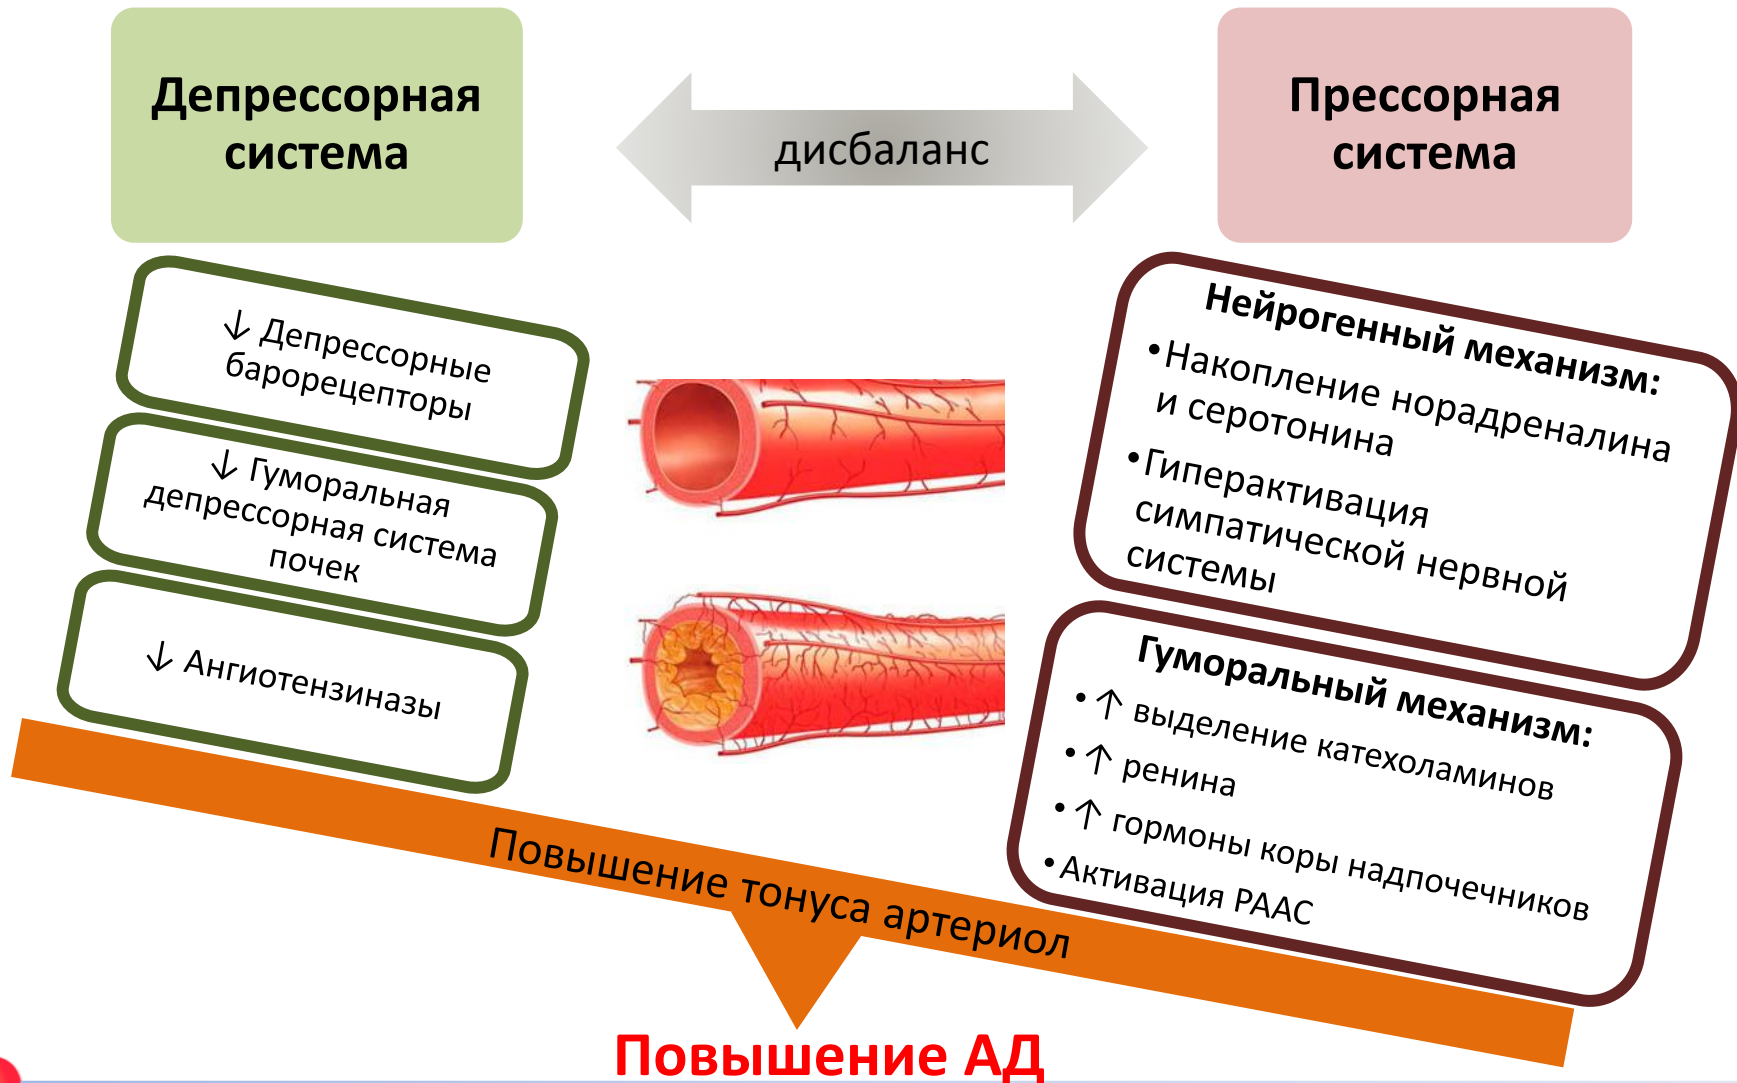 Депрессорная
система
дисбаланс
Прессорная
система
↓ Депрессорные
барорецепторы
↓ Гуморальная
депрессорная система
почек
↓ Ангиотензиназы
Нейрогенный механизм:
•Накопление норадреналина
и серотонина
•Гиперактивация
симпатической нервной
системы
Гуморальный механизм:
•↑ выделение катехоламинов
•↑ ренина
•↑ гормоны коры надпочечников
•Активация РААС
Повышение тонуса артериол
Повышение АД